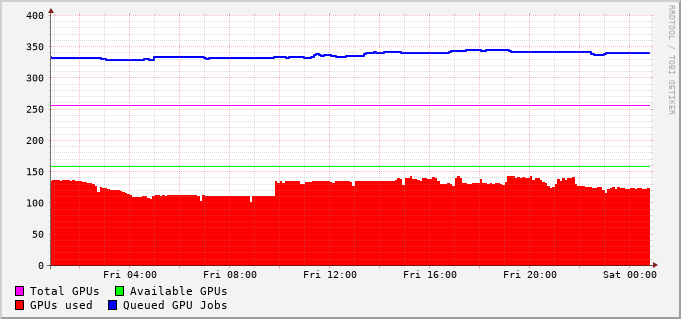 400
350
300
250
200
150
100
50
0
Fri 04:00 Fri 08:00 Fri 12:00 Fri 16:00 Fri 20:00 Sat 00:00
Total GPUs Available GPUs
GPUs used Queued GPU Jobs
RRDTOOL / TOBI OETIKER